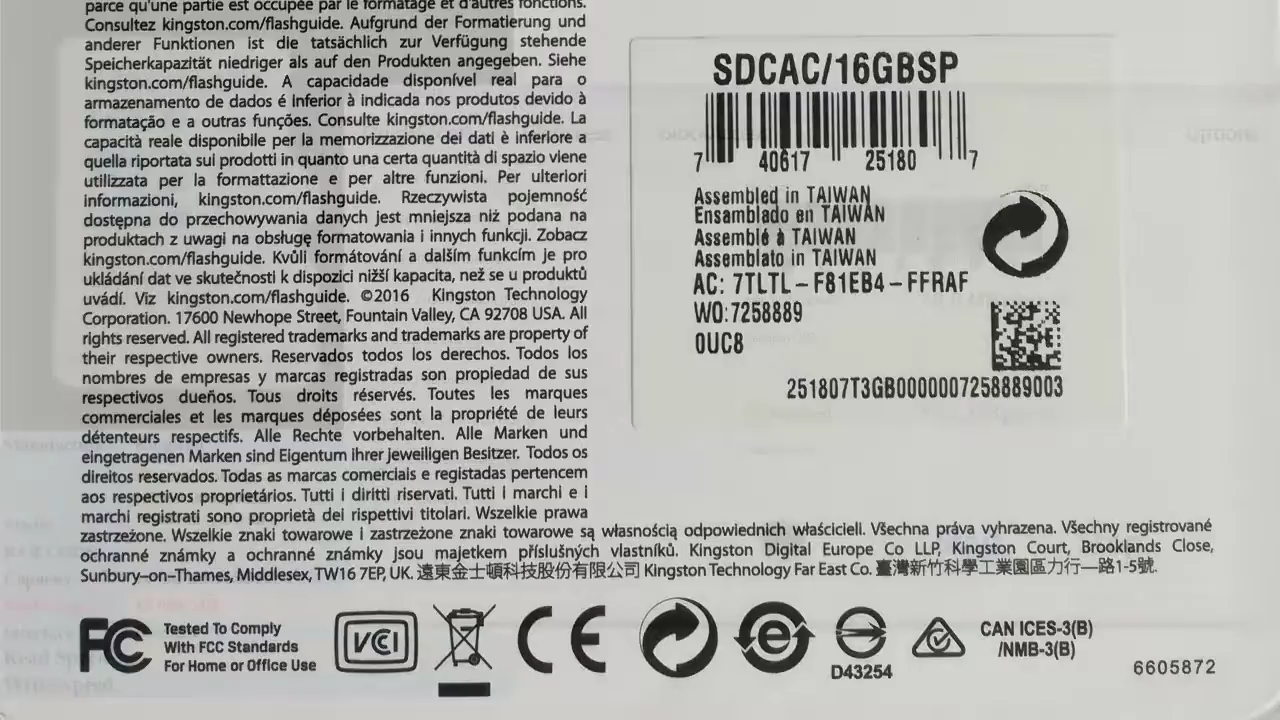 parce qu'une partie est occupée par le formatage et d'autres fonctions.
Consultez kingston.com/flashguide. Aufgrund der Formatierung und
anderer Funktionen ist die tatsächlich zur Verfügung stehende
Speicherkapazität niedriger als auf den Produkten angegeben. Siehe
kingston.com/flashguide. A capacidade disponível real para o
armazenamento de dados é inferior à indicada nos produtos devido à
formatação e a outras funções. Consulte kingston.com/flashguide. La
capacità reale disponibile per la memorizzazione dei dati è inferiore a
quella riportata sui prodotti in quanto una certa quantità di spazio viene
utilizzata per la formattazione e per altre funzioni. Per ulteriori
informazioni, kingston.com/flashguide. Rzeczywista pojemność
dostępna do przechowywania danych jest mniejsza niż podana na
produktach z uwagi na obsługę formatowania i innych funkcji. Zobacz
kingston.com/flashguide. Kvůli formátování a dalším funkcím je pro
ukládání dat ve skutečnosti k dispozici nižší kapacita, než se u produktů
uvádí. Viz kingston.com/flashguide. ©2016 Kingston Technology
Corporation. 17600 Newhope Street, Fountain Valley, CA 92708 USA. All
rights reserved. All registered trademarks and trademarks are property of
their respective owners. Reservados todos los derechos. Todos los
nombres de empresas y marcas registradas son propiedad de sus
respectivos dueños. Tous droits réservés. Toutes les marques
commerciales et les marques déposées sont la propriété de leurs
détenteurs respectifs. Alle Rechte vorbehalten. Alle Marken und
eingetragenen Marken sind Eigentum ihrer jeweiligen Besitzer. Todos os
direitos reservados. Todas as marcas comerciais e registadas pertencem
aos respectivos proprietários. Tutti i diritti riservati. Tutti i marchi e i
marchi registrati sono proprietà dei rispettivi titolari. Wszelkie prawa
zastrzeżone. Wszelkie znaki towarowe i zastrzeżone znaki towarowe są własnością odpowiednich właścicieli. Všechna práva vyhrazena. Všechny registrované
ochranné známky a ochranné známky jsou majetkem příslušných vlastníků. Kingston Digital Europe Co LLP, Kingston Court, Brooklands Close,
Sunbury-on-Thames, Middlesex, TW16 7EP, UK. 遠東金士頓科技股份有限公司 Kingston Technology Far East Co. 臺灣新竹科學工業園區力行一路1-5號.
SDCAC/16GBSP
7 40617 25180 7
Assembled in TAIWAN
Ensamblado en TAIWAN
Assemblé à TAIWAN
Assemblato in TAIWAN
AC: 7TLTL-F81EB4-FFRAF
WO:7258889
0UC8
251807T3GB0000007258889003
FC Tested To Comply
With FCC Standards
For Home or Office Use
VCI
CE
e
D43254
CAN ICES-3(B)
/NMB-3(B)
6605872